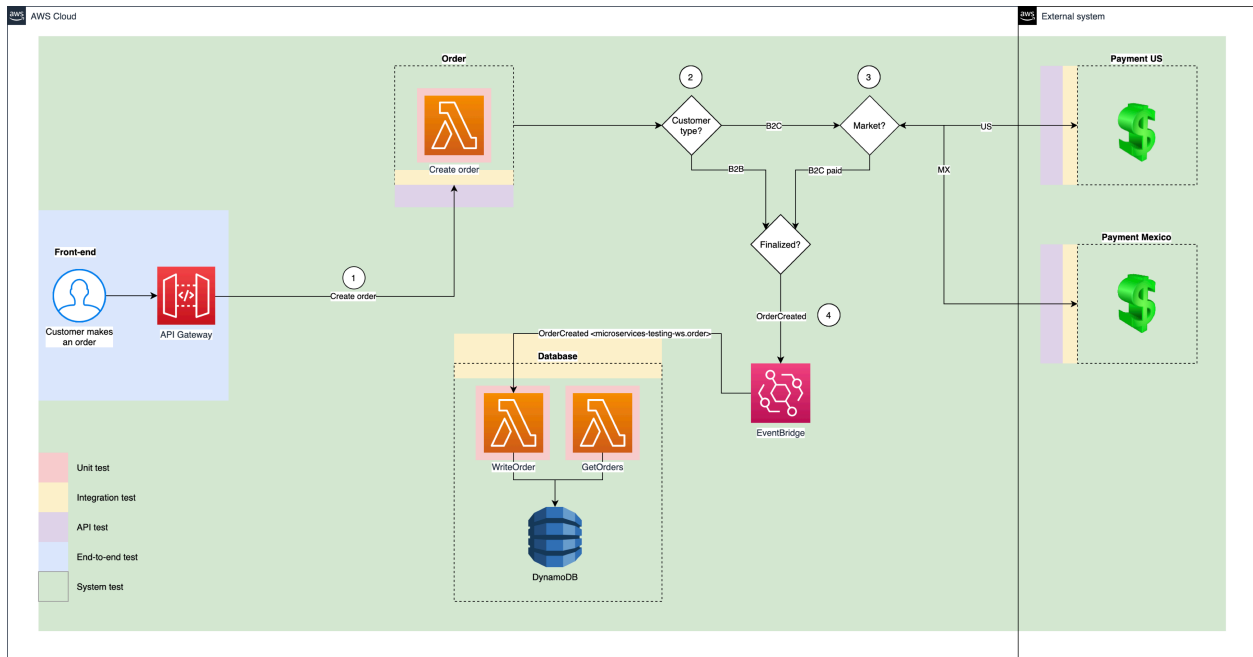 aws
AWS Cloud
aws
External system
Order
Payment US
2
3
Customer
type?
B2C
Market?
US
Create order
B2B
B2C paid
MX
Front-end
Payment Mexico
Finalized?
1
Create order
Customer makes
an order
API Gateway
OrderCreated
4
OrderCreated <microservices-testing-ws.order>
Database
EventBridge
WriteOrder
GetOrders
Unit test
Integration test
API test
End-to-end test
System test
DynamoDB